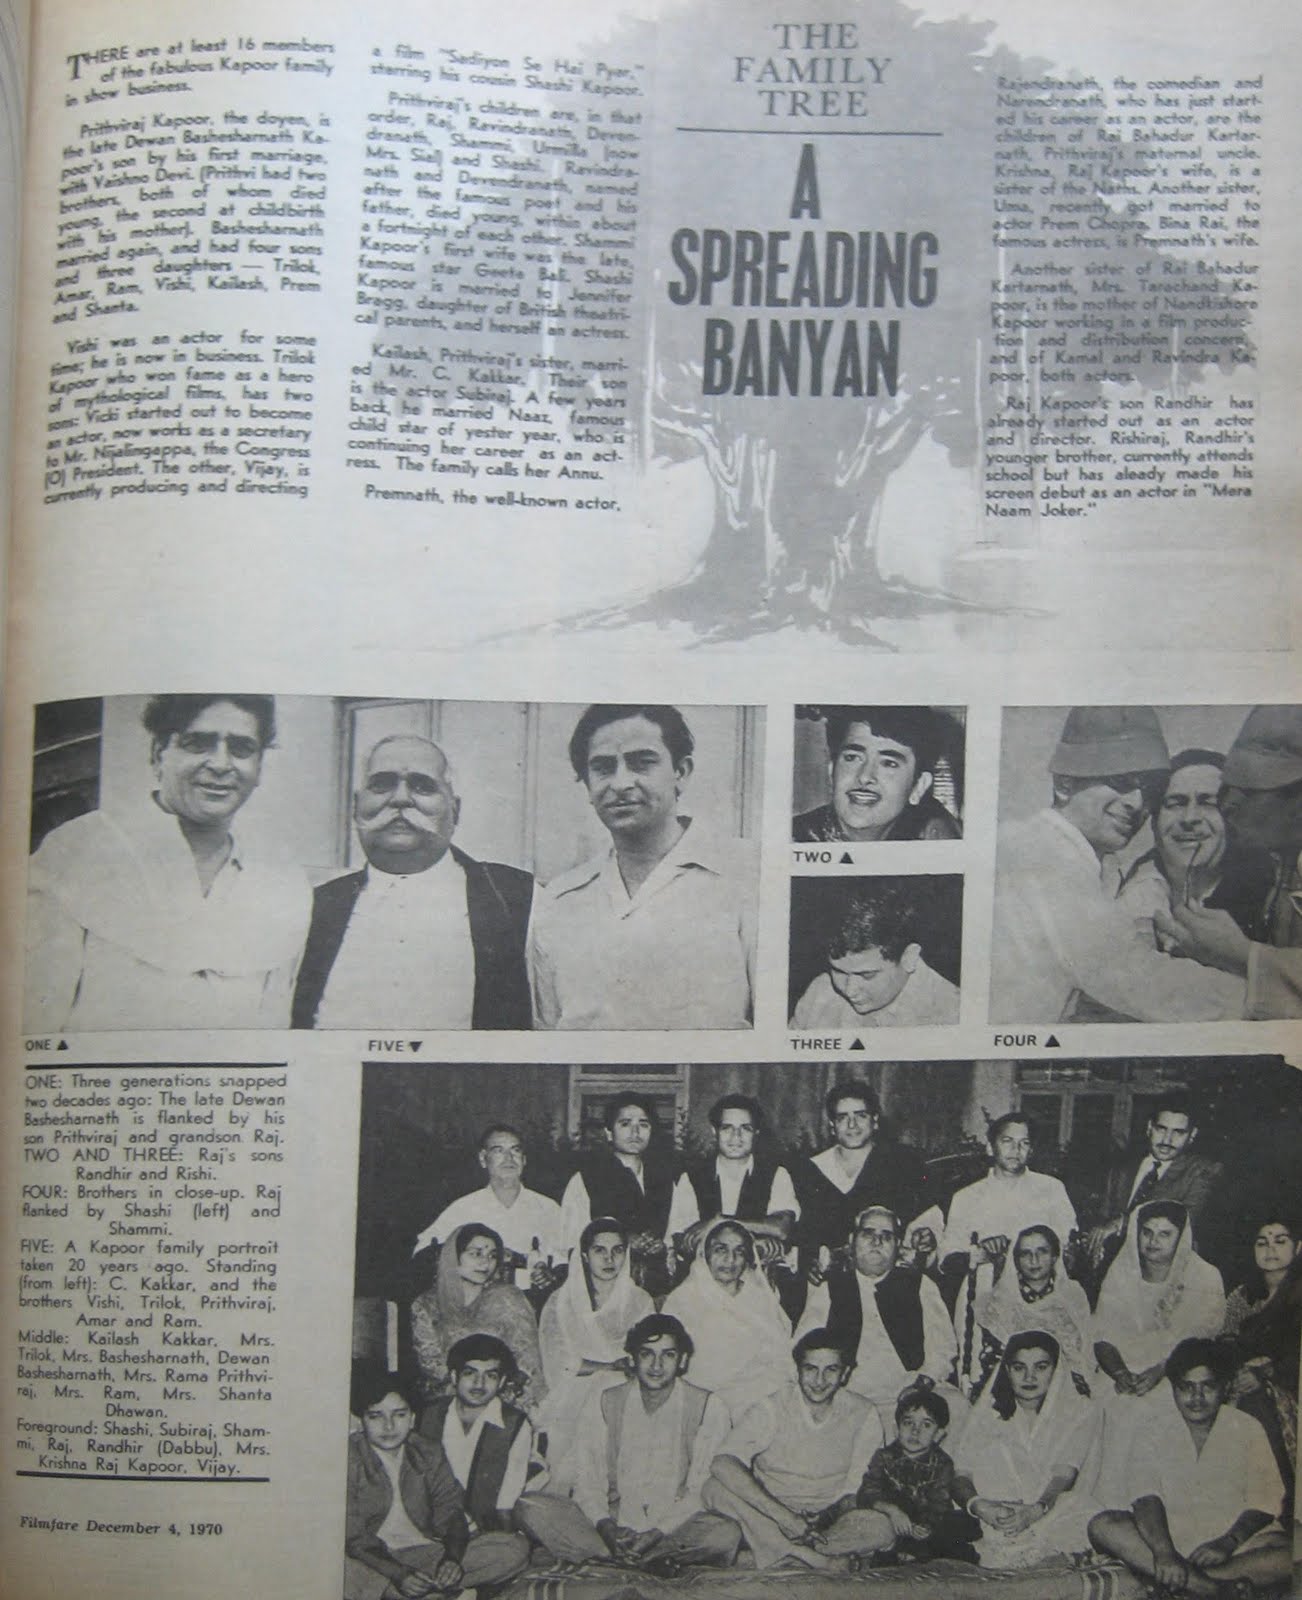 THERE are at least 16 members
of the fabulous Kapoor family
in show business.
Prithviraj Kapoor, the doyen, is
the late Dewan Bashesharnath Ka-
poor's son by his first marriage,
with Vaishno Devi. (Prithvi had two
brothers, both of whom died
young, the second at childbirth
with his mother). Bashesharnath
married again, and had four sons
and three daughters — Trilok,
Amar, Ram, Vishi, Kailash, Prem
and Shanta.
Vishi was an actor for some
time; he is now in business. Trilok
Kapoor who won fame as a hero
of mythological films, has two
sons: Vicki started out to become
an actor, now works as a secretary
to Mr. Nijalingappa, the Congress
(O) President. The other, Vijay, is
currently producing and directing
a film "Sadiyon Se Hai Pyar,"
starring his cousin Shashi Kapoor.
Prithviraj's children are, in that
order, Raj, Ravindranath, Deven-
dranath, Shammi, Urmilla (now
Mrs. Sial) and Shashi. Ravindra-
nath and Devendranath, named
after the famous poet and his
father, died young, within about
a fortnight of each other. Shammi
Kapoor's first wife was the late,
famous star Geeta Bali. Shashi
Kapoor is married to Jennifer
Bragg, daughter of British theatri-
cal parents, and herself an actress.
Kailash, Prithviraj's sister, marri-
ed Mr. C. Kakkar. Their son
is the actor Subiraj. A few years
back, he married Naaz, famous
child star of yester year, who is
continuing her career as an act-
ress. The family calls her Annu.
Premnath, the well-known actor,
THE
FAMILY
TREE
A
SPREADING
BANYAN
Rajendranath, the comedian and
Narendranath, who has just start-
ed his career as an actor, are the
children of Rai Bahadur Kartar-
nath, Prithviraj's maternal uncle.
Krishna, Raj Kapoor's wife, is a
sister of the Naths. Another sister,
Uma, recently got married to
actor Prem Chopra. Bina Rai, the
famous actress, is Premnath's wife.
Another sister of Rai Bahadur
Kartarnath, Mrs. Tarachand Ka-
poor, is the mother of Nandkishore
Kapoor working in a film produc-
tion and distribution concern,
and of Kamal and Ravindra Ka-
poor, both actors.
Raj Kapoor's son Randhir has
already started out as an actor
and director. Rishiraj, Randhir's
younger brother, currently attends
school but has aleady made his
screen debut as an actor in "Mera
Naam Joker."
TWO ▲
ONE ▲
FIVE ▼
THREE ▲
FOUR ▲
ONE: Three generations snapped
two decades ago: The late Dewan
Bashesharnath is flanked by his
son Prithviraj and grandson Raj.
TWO AND THREE: Raj's sons
Randhir and Rishi.
FOUR: Brothers in close-up. Raj
flanked by Shashi (left) and
Shammi.
FIVE: A Kapoor family portrait
taken 20 years ago. Standing
(from left): C. Kakkar, and the
brothers Vishi, Trilok, Prithviraj,
Amar and Ram.
Middle: Kailash Kakkar, Mrs.
Trilok, Mrs. Bashesharnath, Dewan
Bashesharnath, Mrs. Rama Prithvi-
raj, Mrs. Ram, Mrs. Shanta
Dhawan.
Foreground: Shashi, Subiraj, Sham-
mi, Raj, Randhir (Dabbu), Mrs.
Krishna Raj Kapoor, Vijay.
Filmfare December 4, 1970